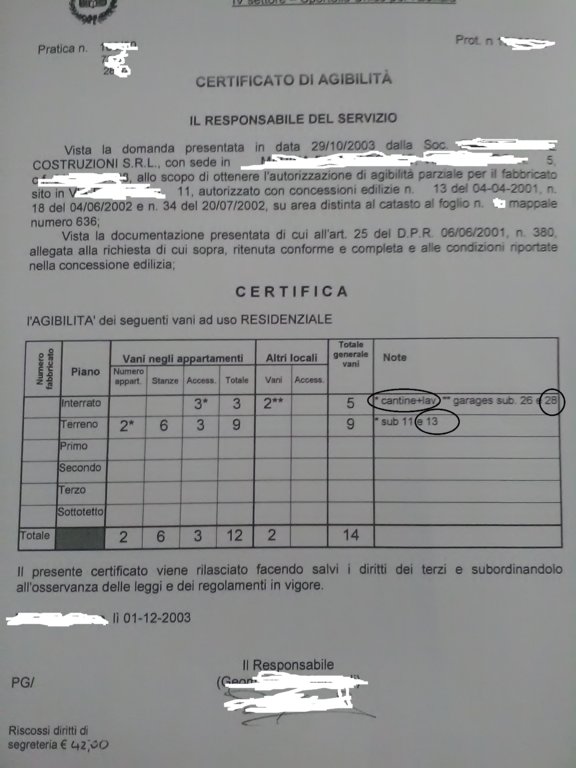 Pratica n.
Prot. n
CERTIFICATO DI AGIBILITÀ
IL RESPONSABILE DEL SERVIZIO
Vista la domanda presentata in data 29/10/2003 dalla Soc.
COSTRUZIONI S.R.L., con sede in 5,
allo scopo di ottenere l'autorizzazione di agibilità parziale per il fabbricato
sito in 11, autorizzato con concessioni edilizie n. 13 del 04-04-2001, n.
18 del 04/06/2002 e n. 34 del 20/07/2002, su area distinta al catasto al foglio n. mappale
numero 636;
Vista la documentazione presentata di cui all'art. 25 del D.P.R. 06/06/2001, n. 380,
allegata alla richiesta di cui sopra, ritenuta conforme e completa e alle condizioni riportate
nella concessione edilizia;
CERTIFICA
l'AGIBILITA' dei seguenti vani ad uso RESIDENZIALE
Numero fabbricato Piano Vani negli appartamenti Altri locali Totale generale vani Note
Numero appart. Stanze Access. Totale Vani Access.
Interrato 3* 3 2** 5 * cantine+lav ** garages sub. 26 e 28
Terreno 2* 6 3 9 9 * sub 11 e 13
Primo
Secondo
Terzo
Sottotetto
Totale 2 6 3 12 2 14
Il presente certificato viene rilasciato facendo salvi i diritti dei terzi e subordinandolo
all'osservanza delle leggi e dei regolamenti in vigore.
lì 01-12-2003
Il Responsabile
PG/
Riscossi diritti di
segreteria € 42,00